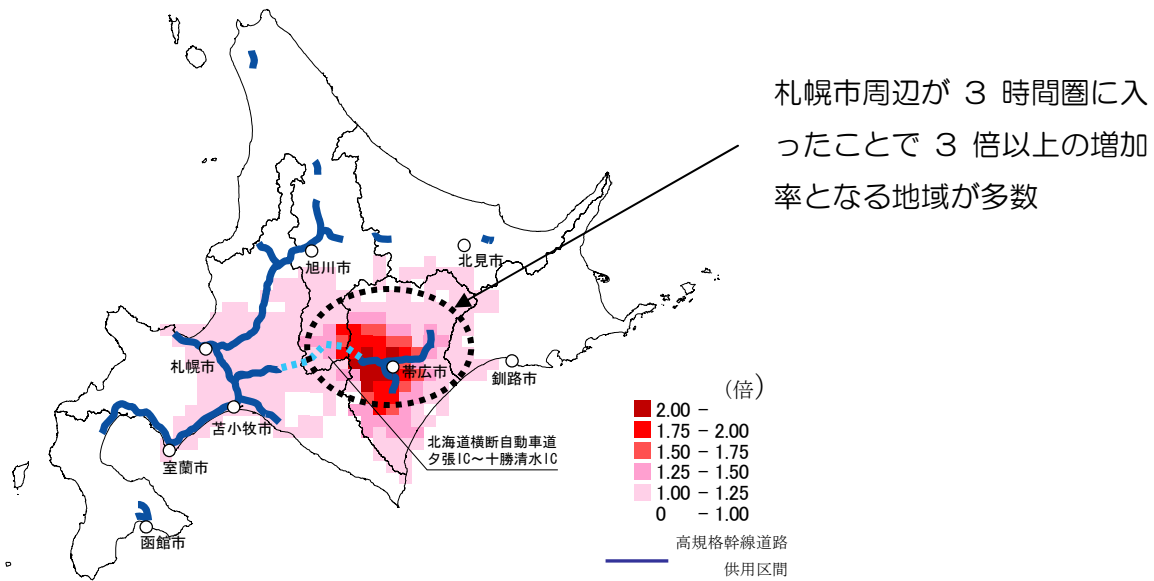 札幌市周辺が 3 時間圏に入
ったことで 3 倍以上の増加
率となる地域が多数
旭川市
北見市
札幌市
帯広市
釧路市
苫小牧市
北海道横断自動車道
夕張IC～十勝清水IC
室蘭市
函館市
(倍)
2.00 -
1.75 - 2.00
1.50 - 1.75
1.25 - 1.50
1.00 - 1.25
0 - 1.00
高規格幹線道路
供用区間